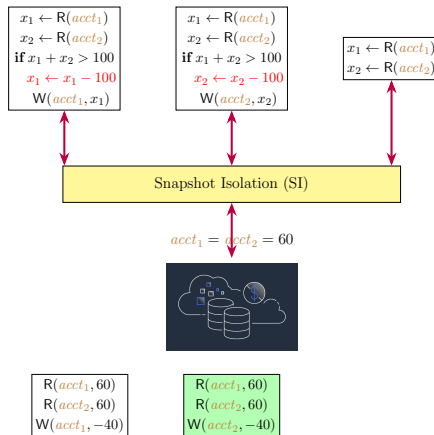 x₁ ← R(acct₁)
x₂ ← R(acct₂)
if x₁ + x₂ > 100
x₁ ← x₁ − 100
W(acct₁, x₁)
x₁ ← R(acct₁)
x₂ ← R(acct₂)
if x₁ + x₂ > 100
x₂ ← x₂ − 100
W(acct₂, x₂)
x₁ ← R(acct₁)
x₂ ← R(acct₂)
Snapshot Isolation (SI)
acct₁ = acct₂ = 60
R(acct₁, 60)
R(acct₂, 60)
W(acct₁, −40)
R(acct₁, 60)
R(acct₂, 60)
W(acct₂, −40)